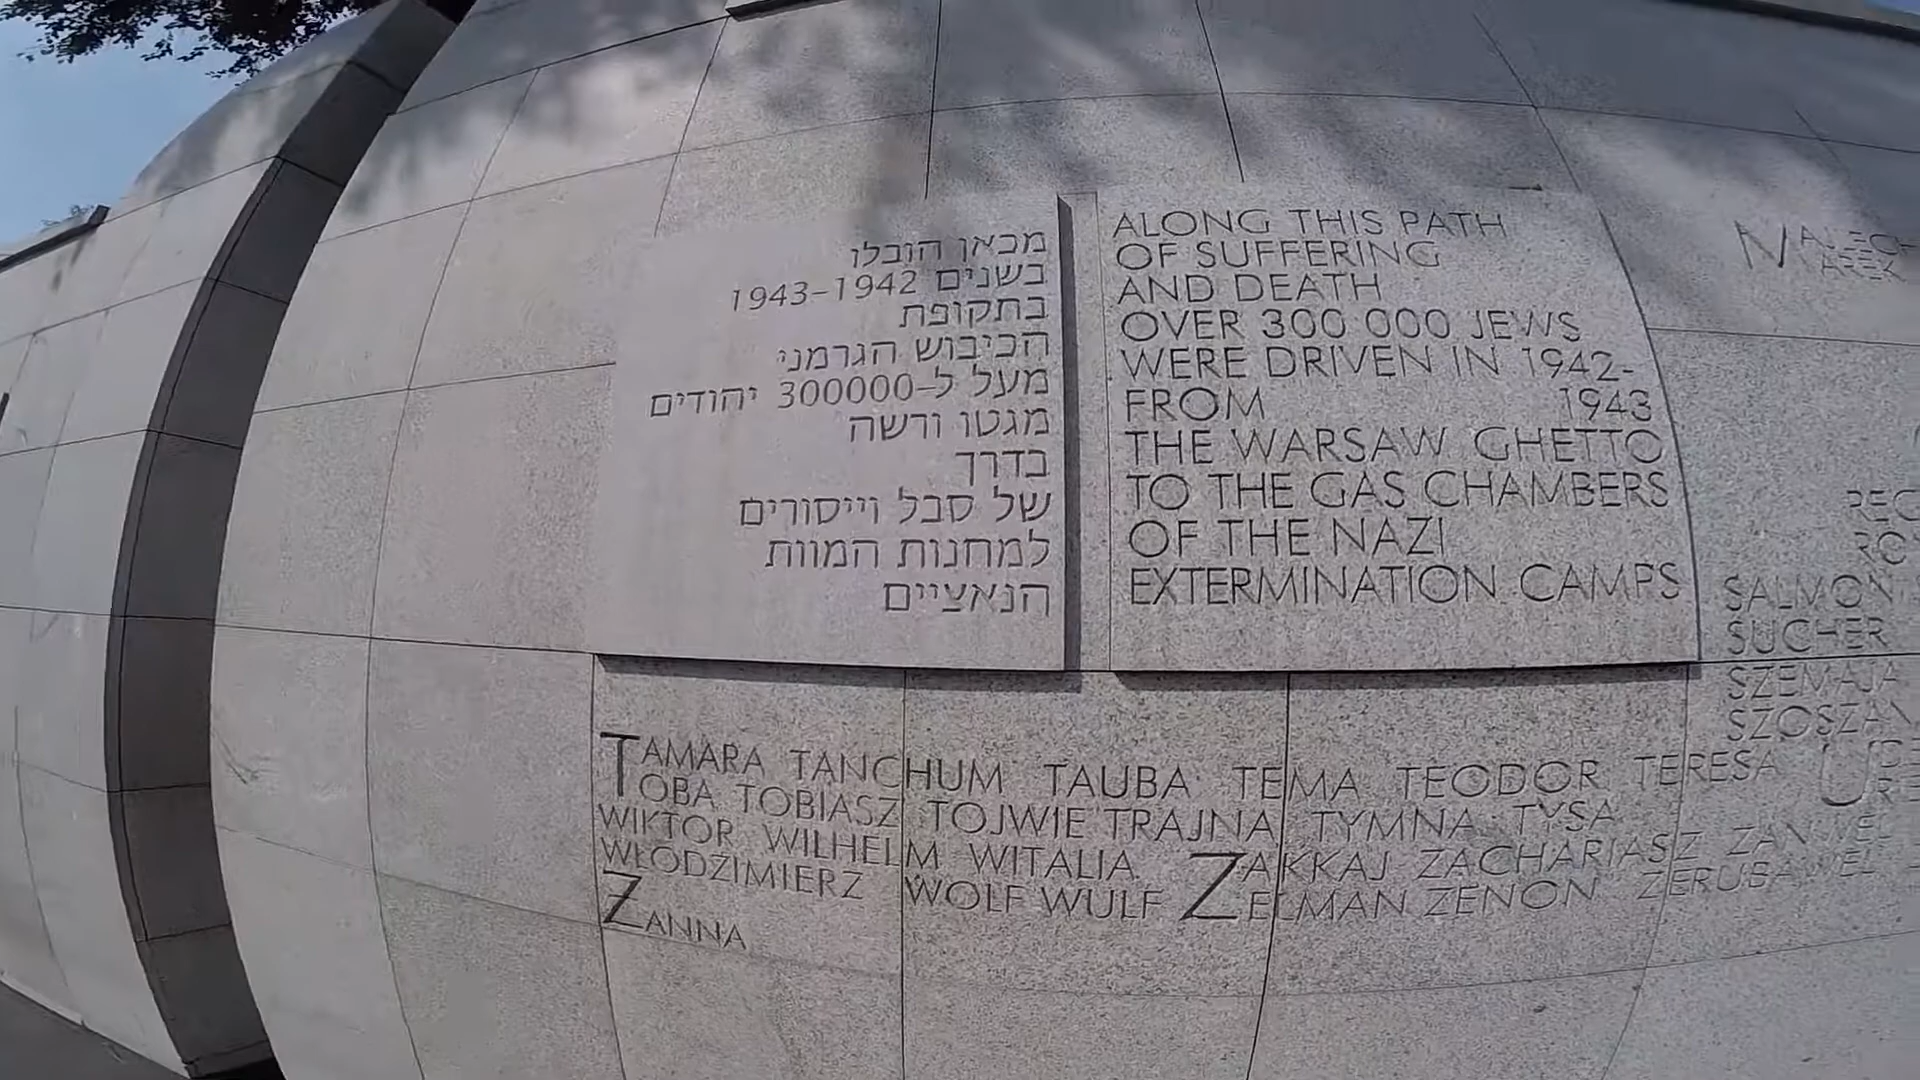 מכאן הובלו
בשנים 1942–1943
בתקופת
הכיבוש הגרמני
מעל ל–300000 יהודים
מגטו ורשה
בדרך
של סבל וייסורים
למחנות המוות
הנאציים
ALONG THIS PATH
OF SUFFERING
AND DEATH
OVER 300 000 JEWS
WERE DRIVEN IN 1942-
FROM 1943
THE WARSAW GHETTO
TO THE GAS CHAMBERS
OF THE NAZI
EXTERMINATION CAMPS
SALMON
SUCHER
SZEMAJA
TAMARA TANCHUM TAUBA TEMA TEODOR TERESA
TOBA TOBIASZ TOJWIE TRAJNA TYMNA TYSA
WIKTOR WILHELM WITALIA ZAKKAJ ZACHARIASZ ZANWEL
WŁODZIMIERZ WOLF WULF ZELMAN ZENON ZERUBAWEL
ŻANNA